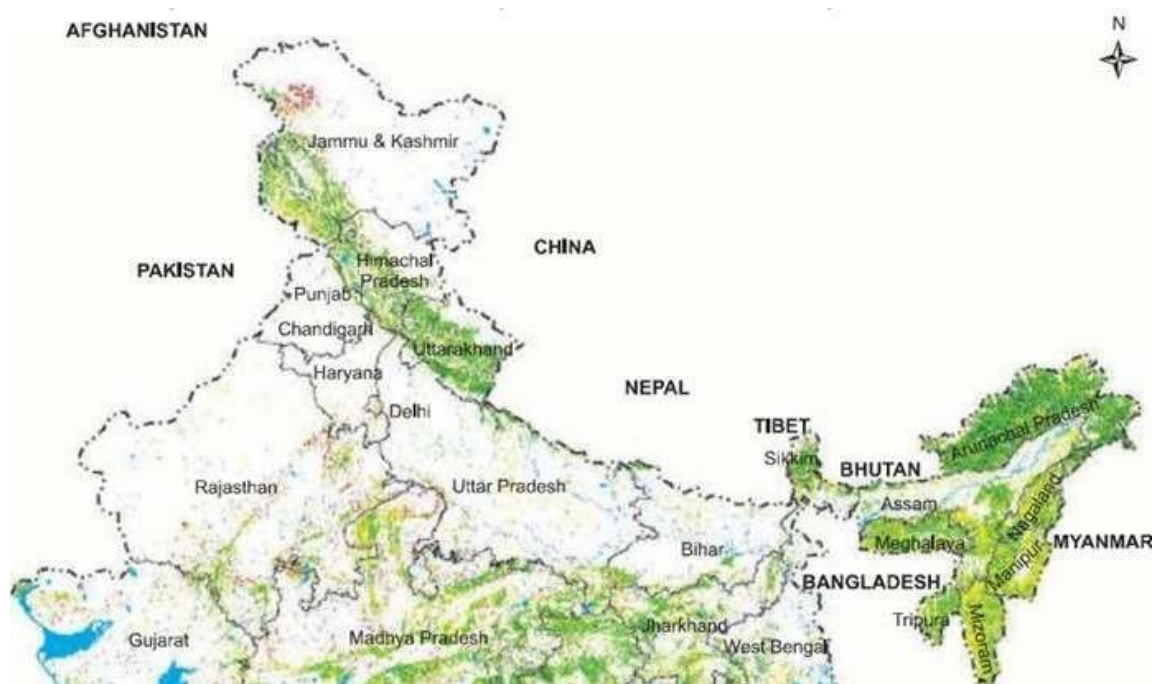 AFGHANISTAN
N
Jammu & Kashmir
CHINA
PAKISTAN
Himachal
Pradesh
Punjab
Chandigarh
Uttarakhand
Haryana
NEPAL
Delhi
TIBET
Arunachal Pradesh
Sikkim
BHUTAN
Rajasthan
Uttar Pradesh
Assam
Nagaland
Meghalaya
MYANMAR
Bihar
Manipur
BANGLADESH
Tripura
Jharkhand
Gujarat
Madhya Pradesh
West Bengal
Mizoram